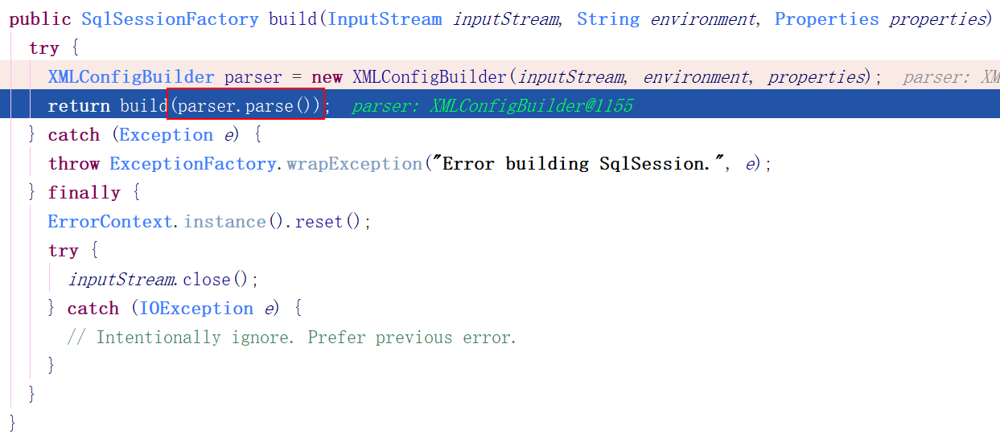 public SqlSessionFactory build(InputStream inputStream, String environment, Properties properties)
try {
XMLConfigBuilder parser = new XMLConfigBuilder(inputStream, environment, properties); parser: XM
return build(parser.parse()); parser: XMLConfigBuilder@1155
} catch (Exception e) {
throw ExceptionFactory.wrapException("Error building SqlSession.", e);
} finally {
ErrorContext.instance().reset();
try {
inputStream.close();
} catch (IOException e) {
// Intentionally ignore. Prefer previous error.
}
}
}